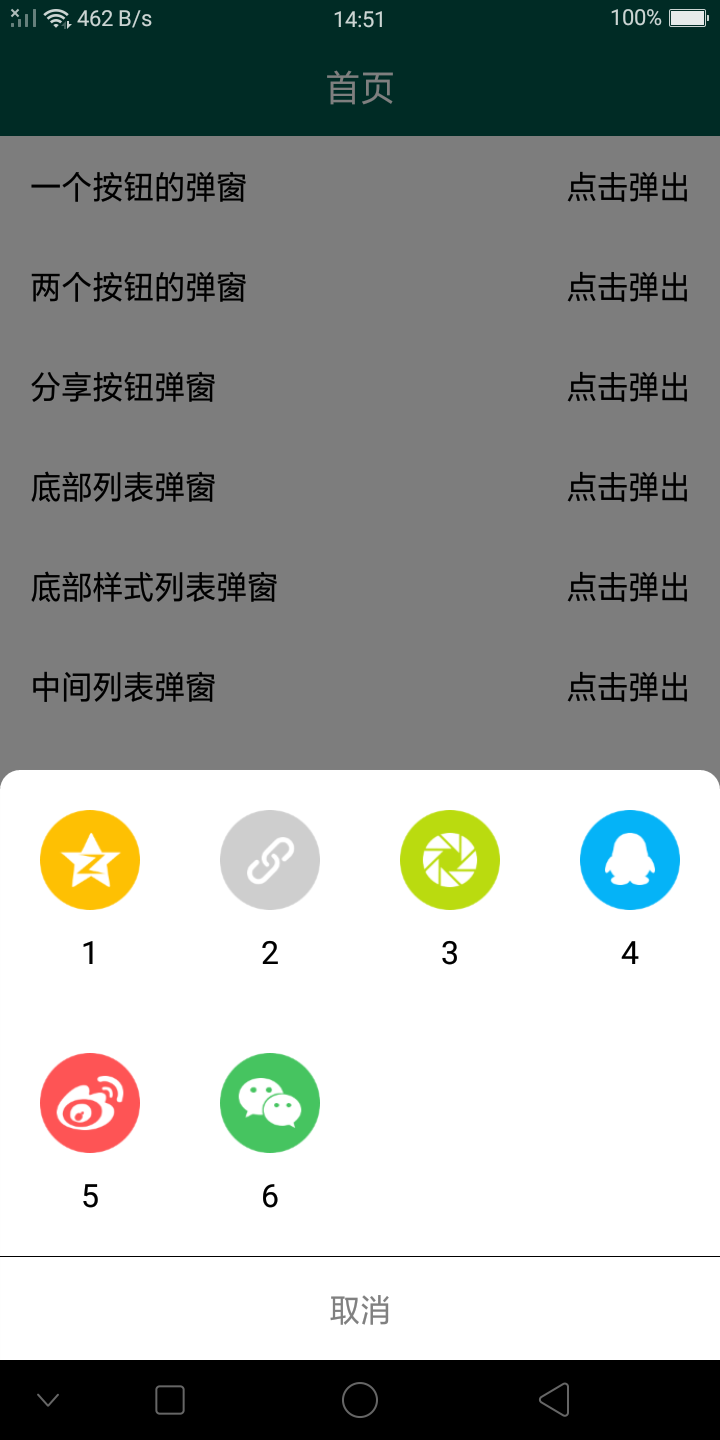 462 B/s 14:51 100%
首页
一个按钮的弹窗 点击弹出
两个按钮的弹窗 点击弹出
分享按钮弹窗 点击弹出
底部列表弹窗 点击弹出
底部样式列表弹窗 点击弹出
中间列表弹窗 点击弹出
1 2 3 4
5 6
取消